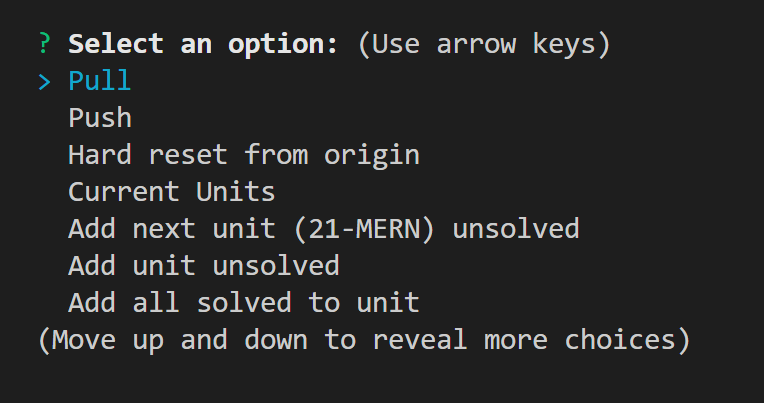 ? Select an option: (Use arrow keys)
> Pull
Push
Hard reset from origin
Current Units
Add next unit (21-MERN) unsolved
Add unit unsolved
Add all solved to unit
(Move up and down to reveal more choices)